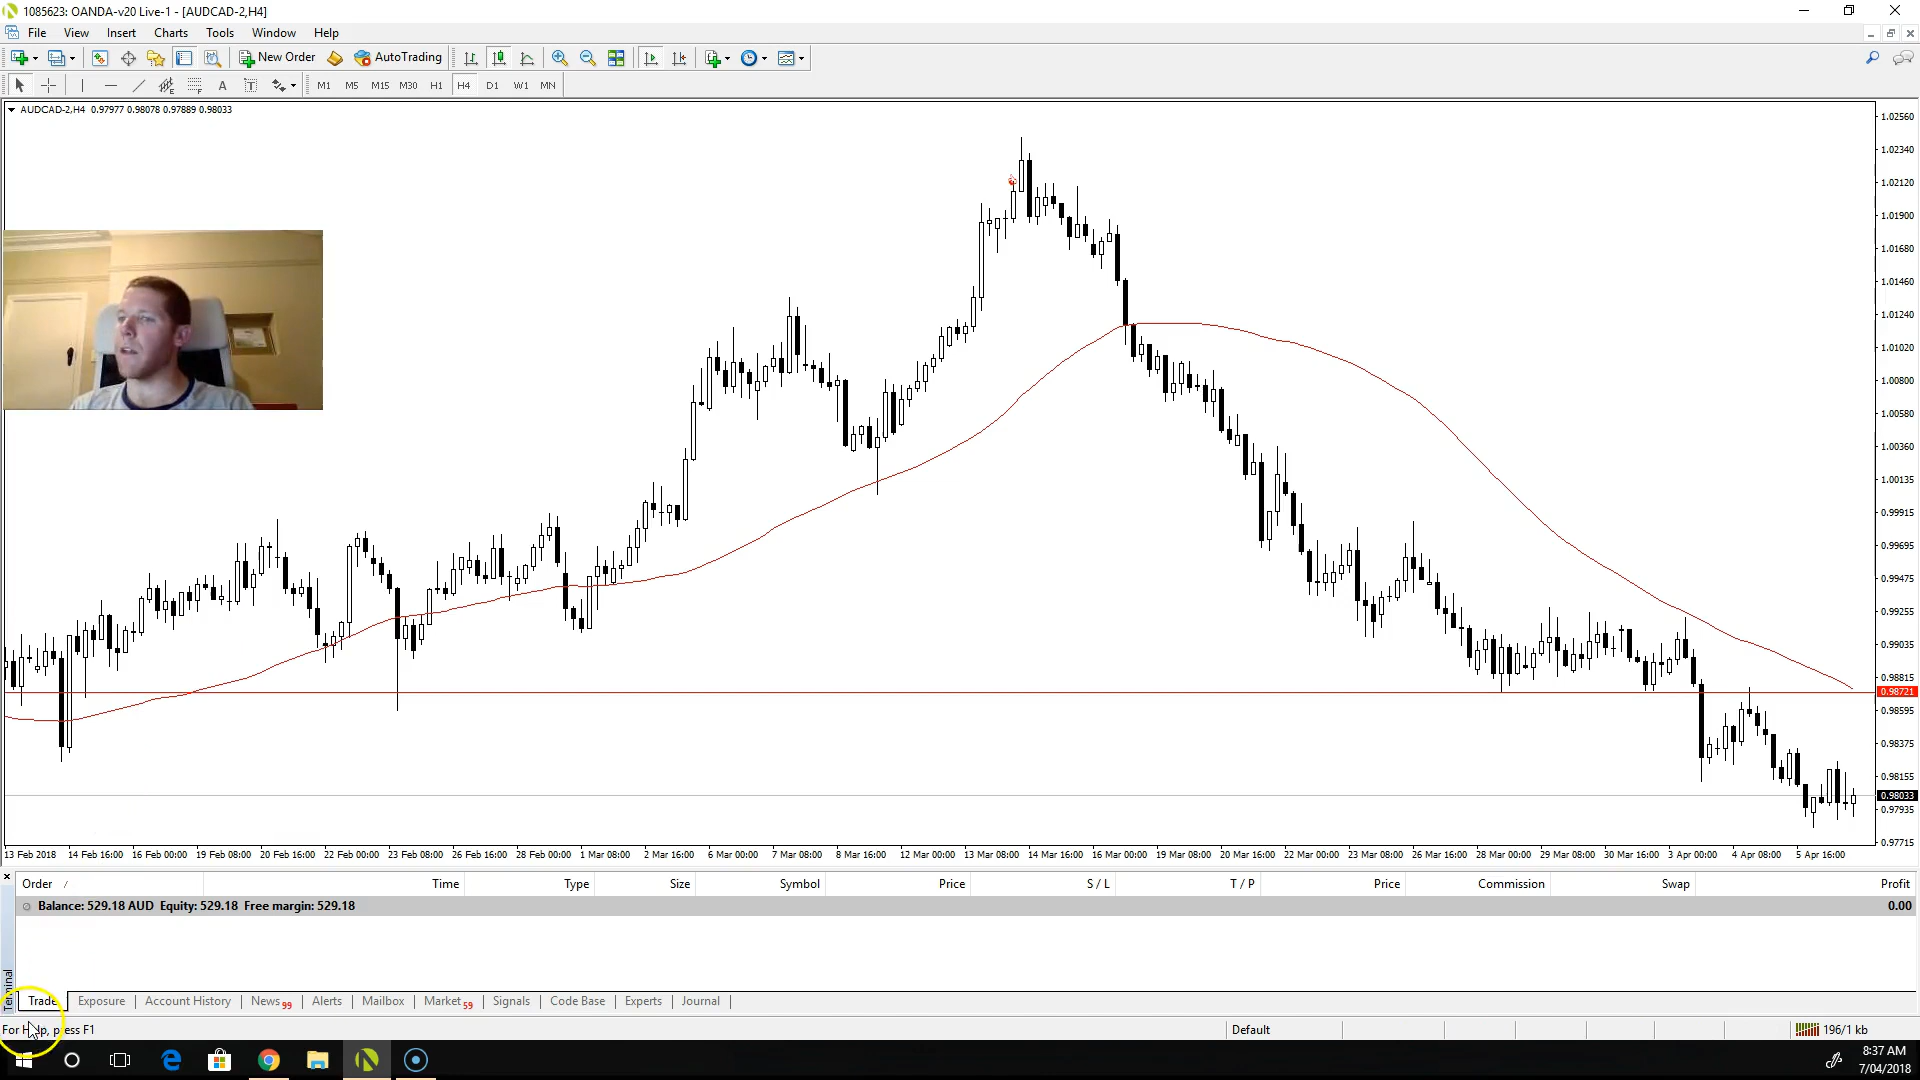 1085623: OANDA-v20 Live-1 - [AUDCAD-2,H4]
File View Insert Charts Tools Window Help
New Order AutoTrading
A T M1 M5 M15 M30 H1 H4 D1 W1 MN
AUDCAD-2,H4 0.97977 0.98078 0.97889 0.98033
1.02560
1.02340
1.02120
1.01900
1.01680
1.01460
1.01240
1.01020
1.00800
1.00580
1.00360
1.00135
0.99915
0.99695
0.99475
0.99255
0.99035
0.98815
0.98721
0.98595
0.98375
0.98155
0.98033
0.97935
0.97715
13 Feb 2018 14 Feb 16:00 16 Feb 00:00 19 Feb 08:00 20 Feb 16:00 22 Feb 00:00 23 Feb 08:00 26 Feb 16:00 28 Feb 00:00 1 Mar 08:00 2 Mar 16:00 6 Mar 00:00 7 Mar 08:00 8 Mar 16:00 12 Mar 00:00 13 Mar 08:00 14 Mar 16:00 16 Mar 00:00 19 Mar 08:00 20 Mar 16:00 22 Mar 00:00 23 Mar 08:00 26 Mar 16:00 28 Mar 00:00 29 Mar 08:00 30 Mar 16:00 3 Apr 00:00 4 Apr 08:00 5 Apr 16:00
Order / Time Type Size Symbol Price S / L T / P Price Commission Swap Profit
Balance: 529.18 AUD Equity: 529.18 Free margin: 529.18 0.00
Terminal
Trade Exposure Account History News 99 Alerts Mailbox Market 59 Signals Code Base Experts Journal
For Help, press F1 Default 196/1 kb
8:37 AM
7/04/2018